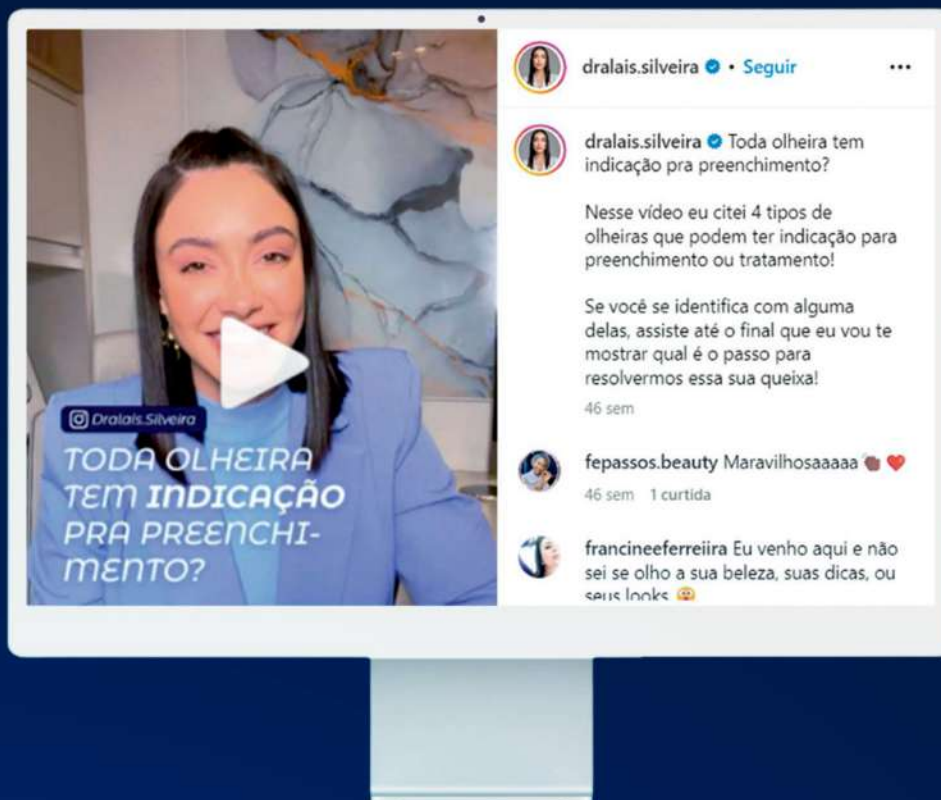 dralais.silveira • Seguir
dralais.silveira Toda olheira tem
indicação pra preenchimento?
Nesse vídeo eu citei 4 tipos de
olheiras que podem ter indicação para
preenchimento ou tratamento!
Se você se identifica com alguma
delas, assiste até o final que eu vou te
mostrar qual é o passo para
resolvermos essa sua queixa!
46 sem
fepassos.beauty Maravilhosaaaaa 👏🏾 ❤️
46 sem 1 curtida
francineeferreiira Eu venho aqui e não
sei se olho a sua beleza, suas dicas, ou
seus looks 😩
Dralais.Silveira
TODA OLHEIRA
TEM INDICAÇÃO
PRA PREENCHI-
MENTO?